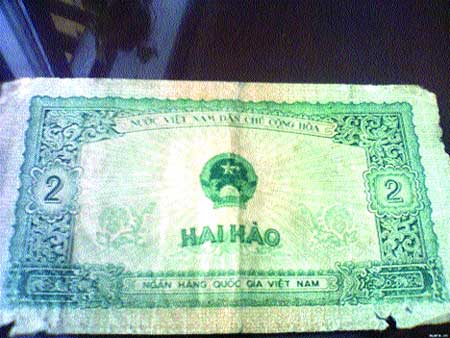 NƯỚC VIỆT NAM DÂN CHỦ CỘNG HÒA
2 2
HAI HÀO
NGÂN HÀNG QUỐC GIA VIỆT NAM